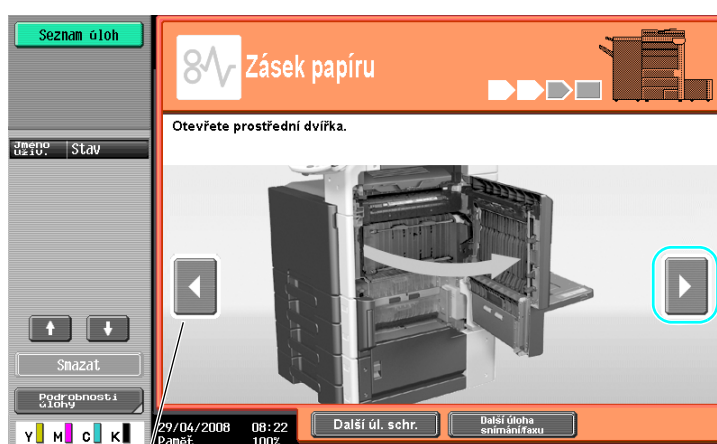 Seznam úloh
Zásek papíru
Otevřete prostřední dvířka.
Jméno
uživ.
Stav
Smazat
Podrobnosti
úlohy
Y M C K
29/04/2008 08:22
Paměť 100%
Další úl. schr.
Další úloha
snímání/faxu